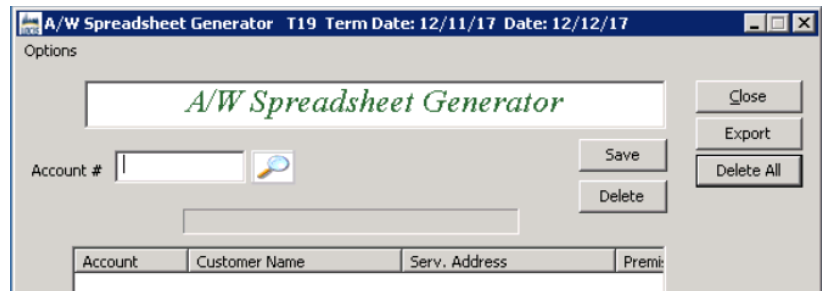 A/W Spreadsheet Generator T19 Term Date: 12/11/17 Date: 12/12/17
Options
A/W Spreadsheet Generator
Close
Export
Account #
Save
Delete All
Delete
Account Customer Name Serv. Address Premi